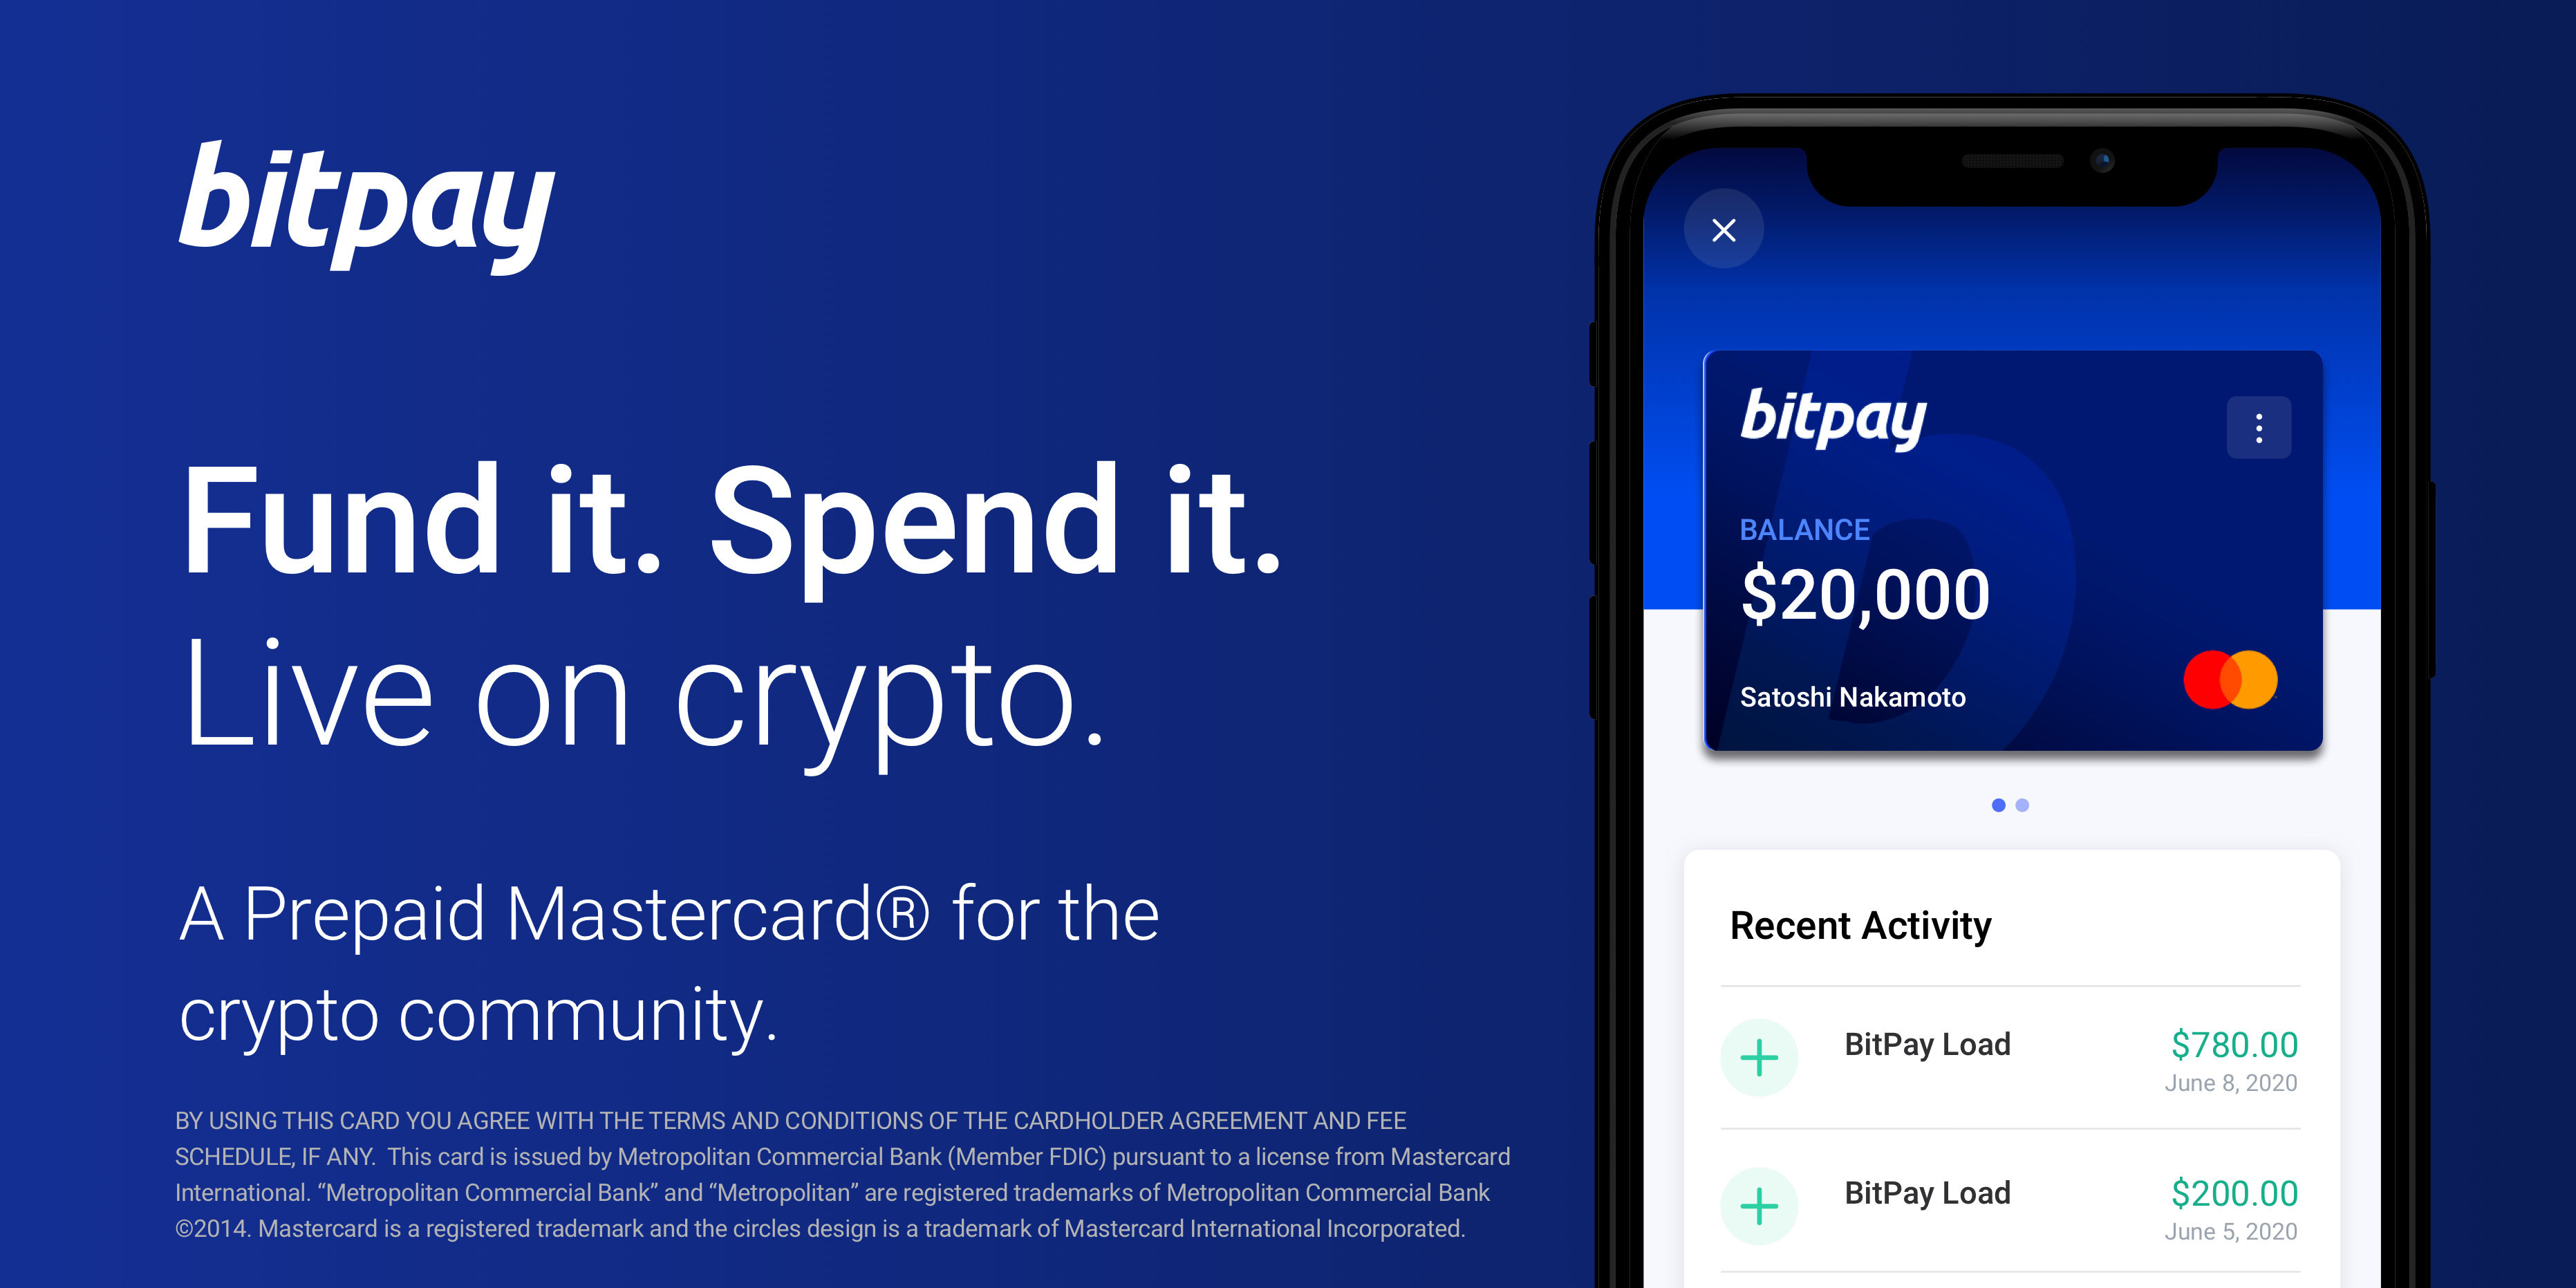 bitpay
Fund it. Spend it.
Live on crypto.
A Prepaid Mastercard® for the
crypto community.
BY USING THIS CARD YOU AGREE WITH THE TERMS AND CONDITIONS OF THE CARDHOLDER AGREEMENT AND FEE
SCHEDULE, IF ANY.  This card is issued by Metropolitan Commercial Bank (Member FDIC) pursuant to a license from Mastercard
International. “Metropolitan Commercial Bank” and “Metropolitan” are registered trademarks of Metropolitan Commercial Bank
©2014. Mastercard is a registered trademark and the circles design is a trademark of Mastercard International Incorporated.
bitpay
BALANCE
$20,000
Satoshi Nakamoto
Recent Activity
BitPay Load $780.00
June 8, 2020
BitPay Load $200.00
June 5, 2020